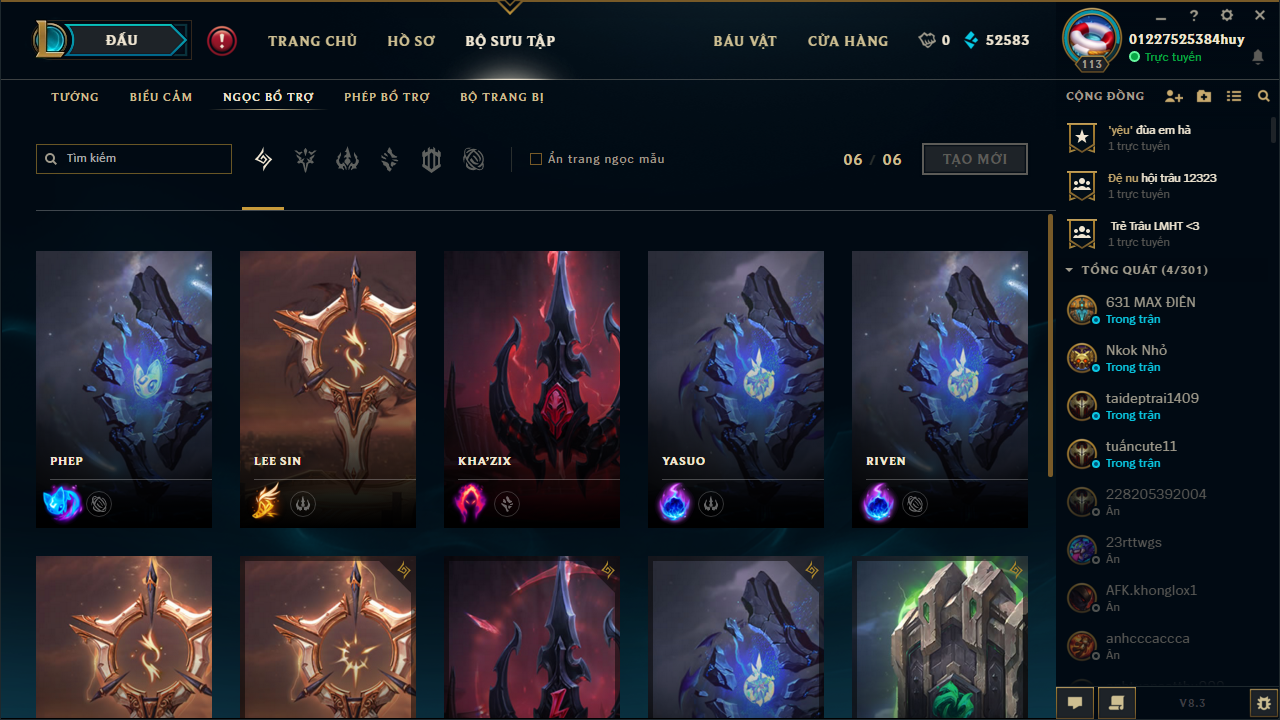 ĐẤU
TRANG CHỦ
HỒ SƠ
BỘ SƯU TẬP
BÁU VẬT
CỬA HÀNG
0
52583
113
01227525384huy
Trực tuyến
TƯỚNG
BIỂU CẢM
NGỌC BỔ TRỢ
PHÉP BỔ TRỢ
BỘ TRANG BỊ
Tìm kiếm
Ẩn trang ngọc mẫu
06 / 06
TẠO MỚI
PHEP
LEE SIN
KHA'ZIX
YASUO
RIVEN
CỘNG ĐỒNG
'yệu' đùa em hả
1 trực tuyến
Đệ nu hội trâu 12323
1 trực tuyến
Trẻ Trâu LMHT <3
1 trực tuyến
TỔNG QUÁT (4/301)
631 MAX ĐIÊN
Trong trận
Nkok Nhỏ
Trong trận
taideptrai1409
Trong trận
tuấncute11
Trong trận
228205392004
Ẩn
23rttwgs
Ẩn
AFK.khonglox1
Ẩn
anhcccaccca
Ẩn
V8.3